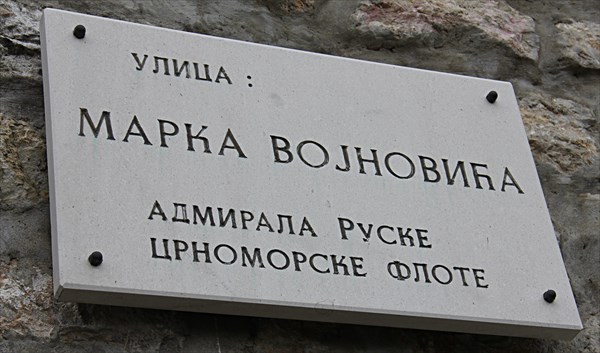 УЛИЦА :
МАРКА ВОЈНОВИЋА
АДМИРАЛА РУСКЕ
ЦРНОМОРСКЕ ФЛОТЕ